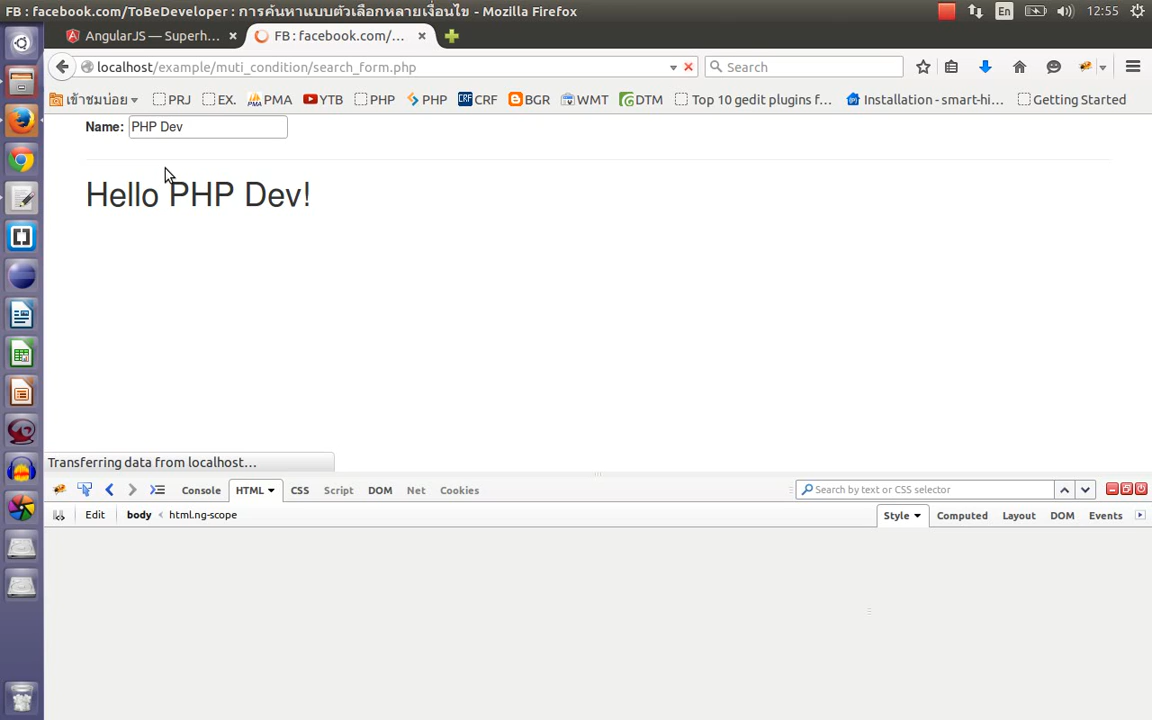 FB : facebook.com/ToBeDeveloper : การค้นหาแบบตัวเลือกหลายเงื่อนไข - Mozilla Firefox
En
12:55
AngularJS — Superh...
FB : facebook.com/...
localhost/example/muti_condition/search_form.php
Search
เข้าชมบ่อย
PRJ
EX.
PMA
YTB
PHP
PHP
CRF
BGR
WMT
DTM
Top 10 gedit plugins f...
Installation - smart-hi...
Getting Started
Name: PHP Dev
Hello PHP Dev!
Transferring data from localhost...
Console
HTML
CSS
Script
DOM
Net
Cookies
Search by text or CSS selector
Edit
body < html.ng-scope
Style
Computed
Layout
DOM
Events